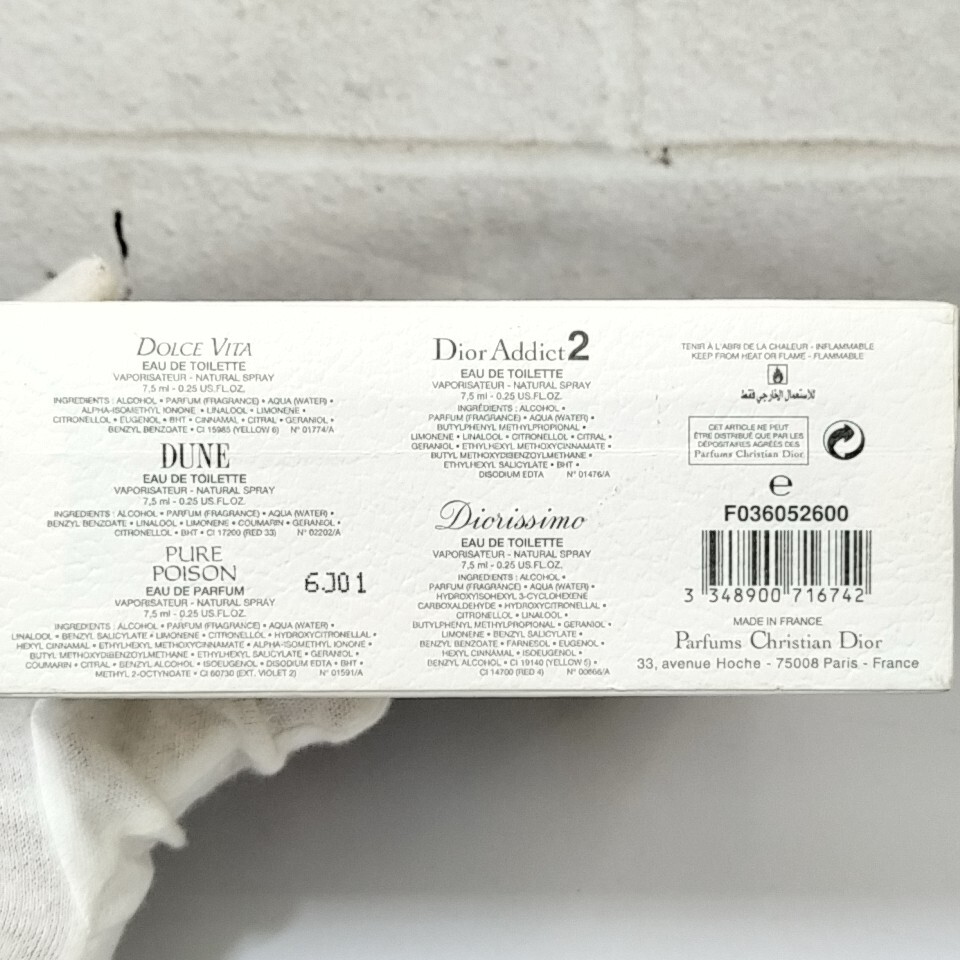 DOLCE VITA
EAU DE TOILETTE
VAPORISATEUR - NATURAL SPRAY
7,5 ml - 0.25 US.FL.OZ.
INGREDIENTS : ALCOHOL • PARFUM (FRAGRANCE) • AQUA (WATER) •
ALPHA-ISOMETHYL IONONE • LINALOOL • LIMONENE •
CITRONELLOL • EUGENOL • BHT • CINNAMAL • CITRAL • GERANIOL •
BENZYL BENZOATE • CI 15985 (YELLOW 6) N° 01774/A
DUNE
EAU DE TOILETTE
VAPORISATEUR - NATURAL SPRAY
7,5 ml - 0.25 US.FL.OZ.
INGREDIENTS : ALCOHOL • PARFUM (FRAGRANCE) • AQUA (WATER) •
BENZYL BENZOATE • LINALOOL • LIMONENE • COUMARIN • GERANIOL •
CITRONELLOL • BHT • CI 17200 (RED 33) N° 02202/A
PURE
POISON
EAU DE PARFUM
VAPORISATEUR - NATURAL SPRAY
7,5 ml - 0.25 US.FL.OZ.
INGREDIENTS : ALCOHOL • PARFUM (FRAGRANCE) • AQUA (WATER) •
LINALOOL • BENZYL SALICYLATE • LIMONENE • CITRONELLOL • HYDROXYCITRONELLAL •
HEXYL CINNAMAL • ETHYLHEXYL METHOXYCINNAMATE • ALPHA-ISOMETHYL IONONE •
BUTYL METHOXYDIBENZOYLMETHANE • ETHYLHEXYL SALICYLATE • GERANIOL •
COUMARIN • CITRAL • BENZYL ALCOHOL • ISOEUGENOL • DISODIUM EDTA • BHT •
METHYL 2-OCTYNOATE • CI 60730 (EXT. VIOLET 2) N° 01591/A
6J01
Dior Addict 2
EAU DE TOILETTE
VAPORISATEUR - NATURAL SPRAY
7,5 ml - 0.25 US.FL.OZ.
INGRÉDIENTS : ALCOHOL •
PARFUM (FRAGRANCE) • AQUA (WATER) •
BUTYLPHENYL METHYLPROPIONAL •
LIMONENE • LINALOOL • CITRONELLOL • CITRAL •
GERANIOL • ETHYLHEXYL METHOXYCINNAMATE •
BUTYL METHOXYDIBENZOYLMETHANE •
ETHYLHEXYL SALICYLATE • BHT •
DISODIUM EDTA N° 01476/A
Diorissimo
EAU DE TOILETTE
VAPORISATEUR - NATURAL SPRAY
7,5 ml - 0.25 US.FL.OZ.
INGREDIENTS : ALCOHOL •
PARFUM (FRAGRANCE) • AQUA (WATER) •
HYDROXYISOHEXYL 3-CYCLOHEXENE
CARBOXALDEHYDE • HYDROXYCITRONELLAL •
CITRONELLOL • LINALOOL •
BUTYLPHENYL METHYLPROPIONAL • GERANIOL •
LIMONENE • BENZYL SALICYLATE •
BENZYL BENZOATE • FARNESOL • EUGENOL •
HEXYL CINNAMAL • ISOEUGENOL •
BENZYL ALCOHOL • CI 19140 (YELLOW 5) •
CI 14700 (RED 4) N° 00666/A
TENIR À L'ABRI DE LA CHALEUR - INFLAMMABLE
KEEP FROM HEAT OR FLAME - FLAMMABLE
للاستعمال الخارجي فقط
CET ARTICLE NE PEUT
ÊTRE DISTRIBUÉ QUE PAR LES
DÉPOSITAIRES AGRÉÉS DES
Parfums Christian Dior
e
F036052600
3 348900 716742
MADE IN FRANCE
Parfums Christian Dior
33, avenue Hoche - 75008 Paris - France